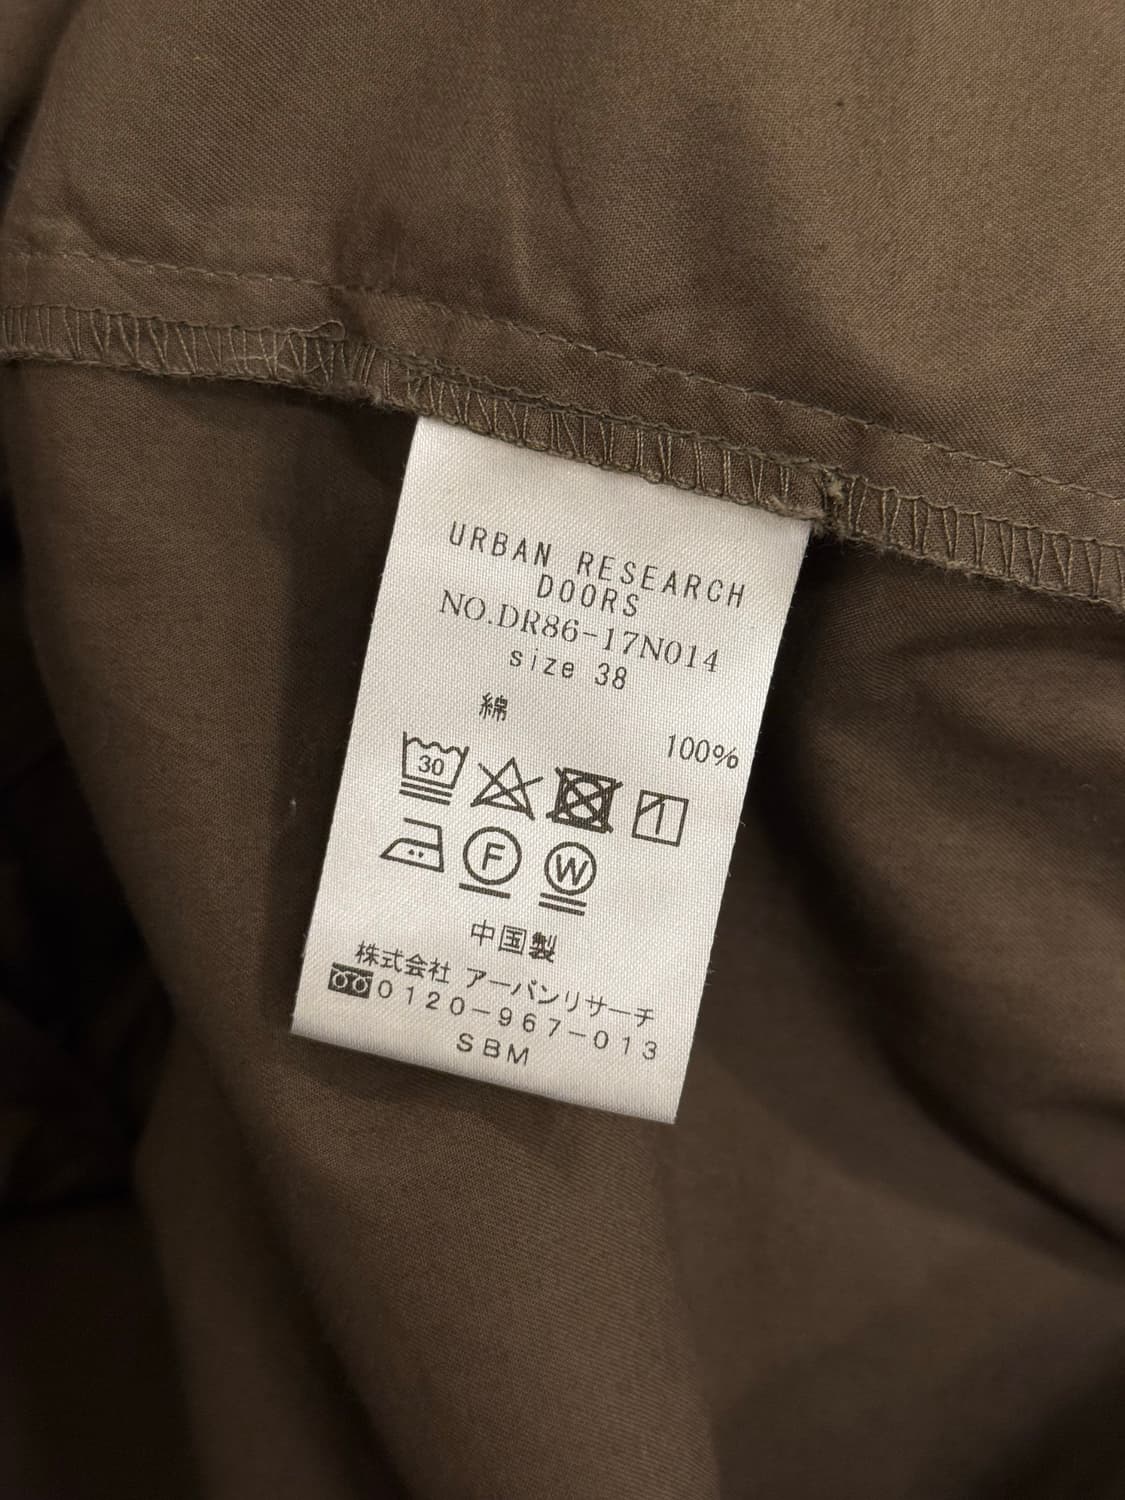 URBAN RESEARCH
DOORS
NO.DR86-17N014
size 38
綿 100%
30
F W
中国製
株式会社 アーバンリサーチ
0120-967-013
SBM